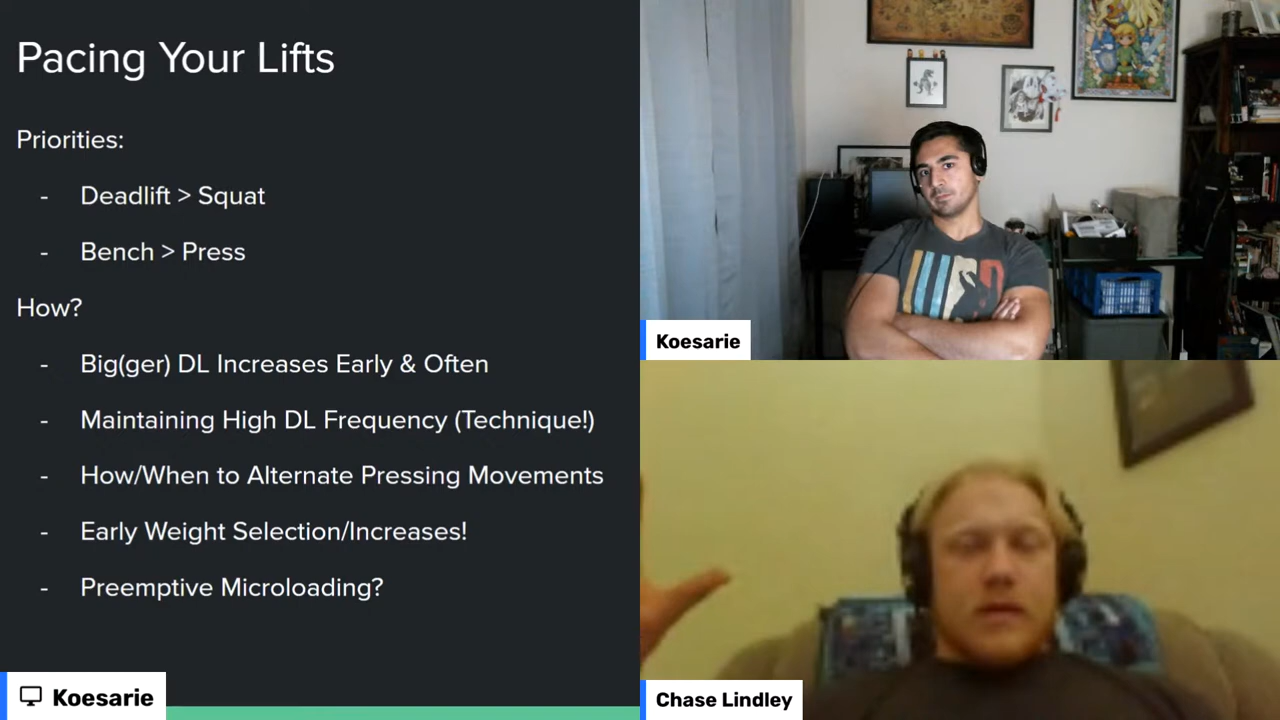 Pacing Your Lifts
Priorities:
- Deadlift > Squat
- Bench > Press
How?
- Big(ger) DL Increases Early & Often
- Maintaining High DL Frequency (Technique!)
- How/When to Alternate Pressing Movements
- Early Weight Selection/Increases!
- Preemptive Microloading?
Koesarie
Koesarie
Chase Lindley